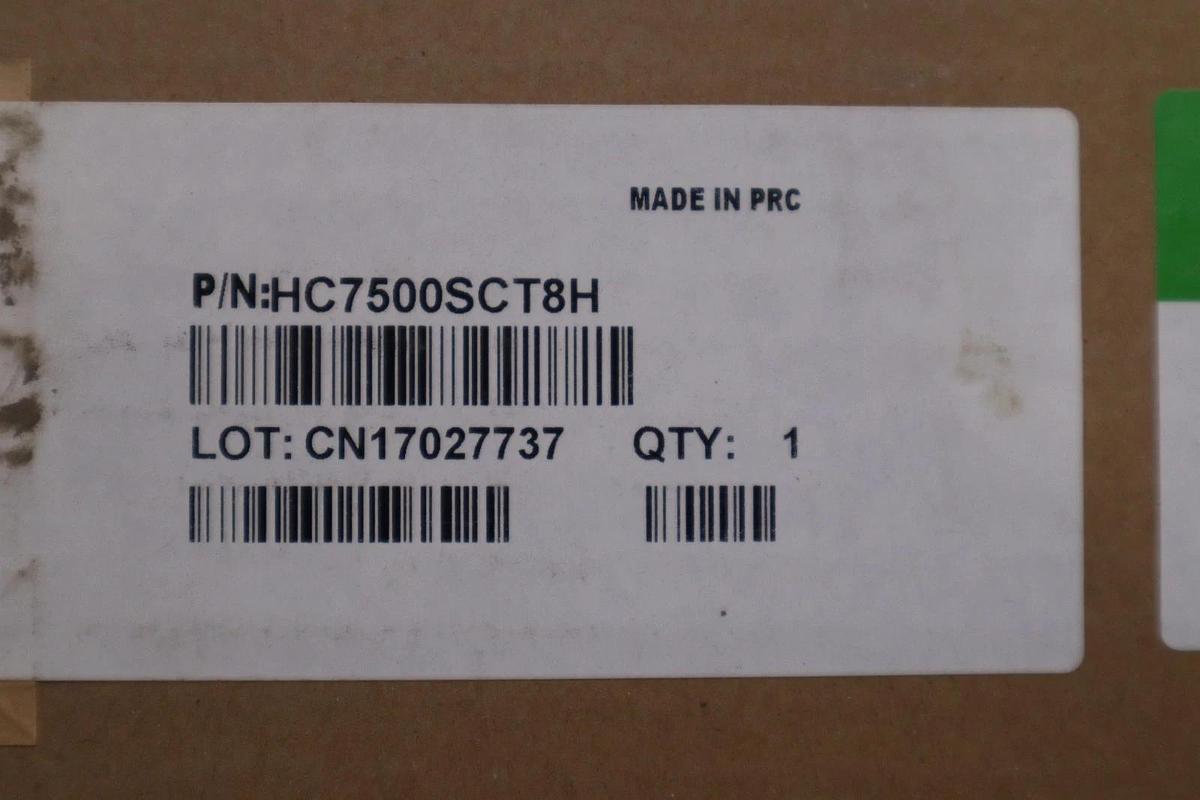 MADE IN PRC
P/N:HC7500SCT8H
LOT: CN17027737 QTY: 1